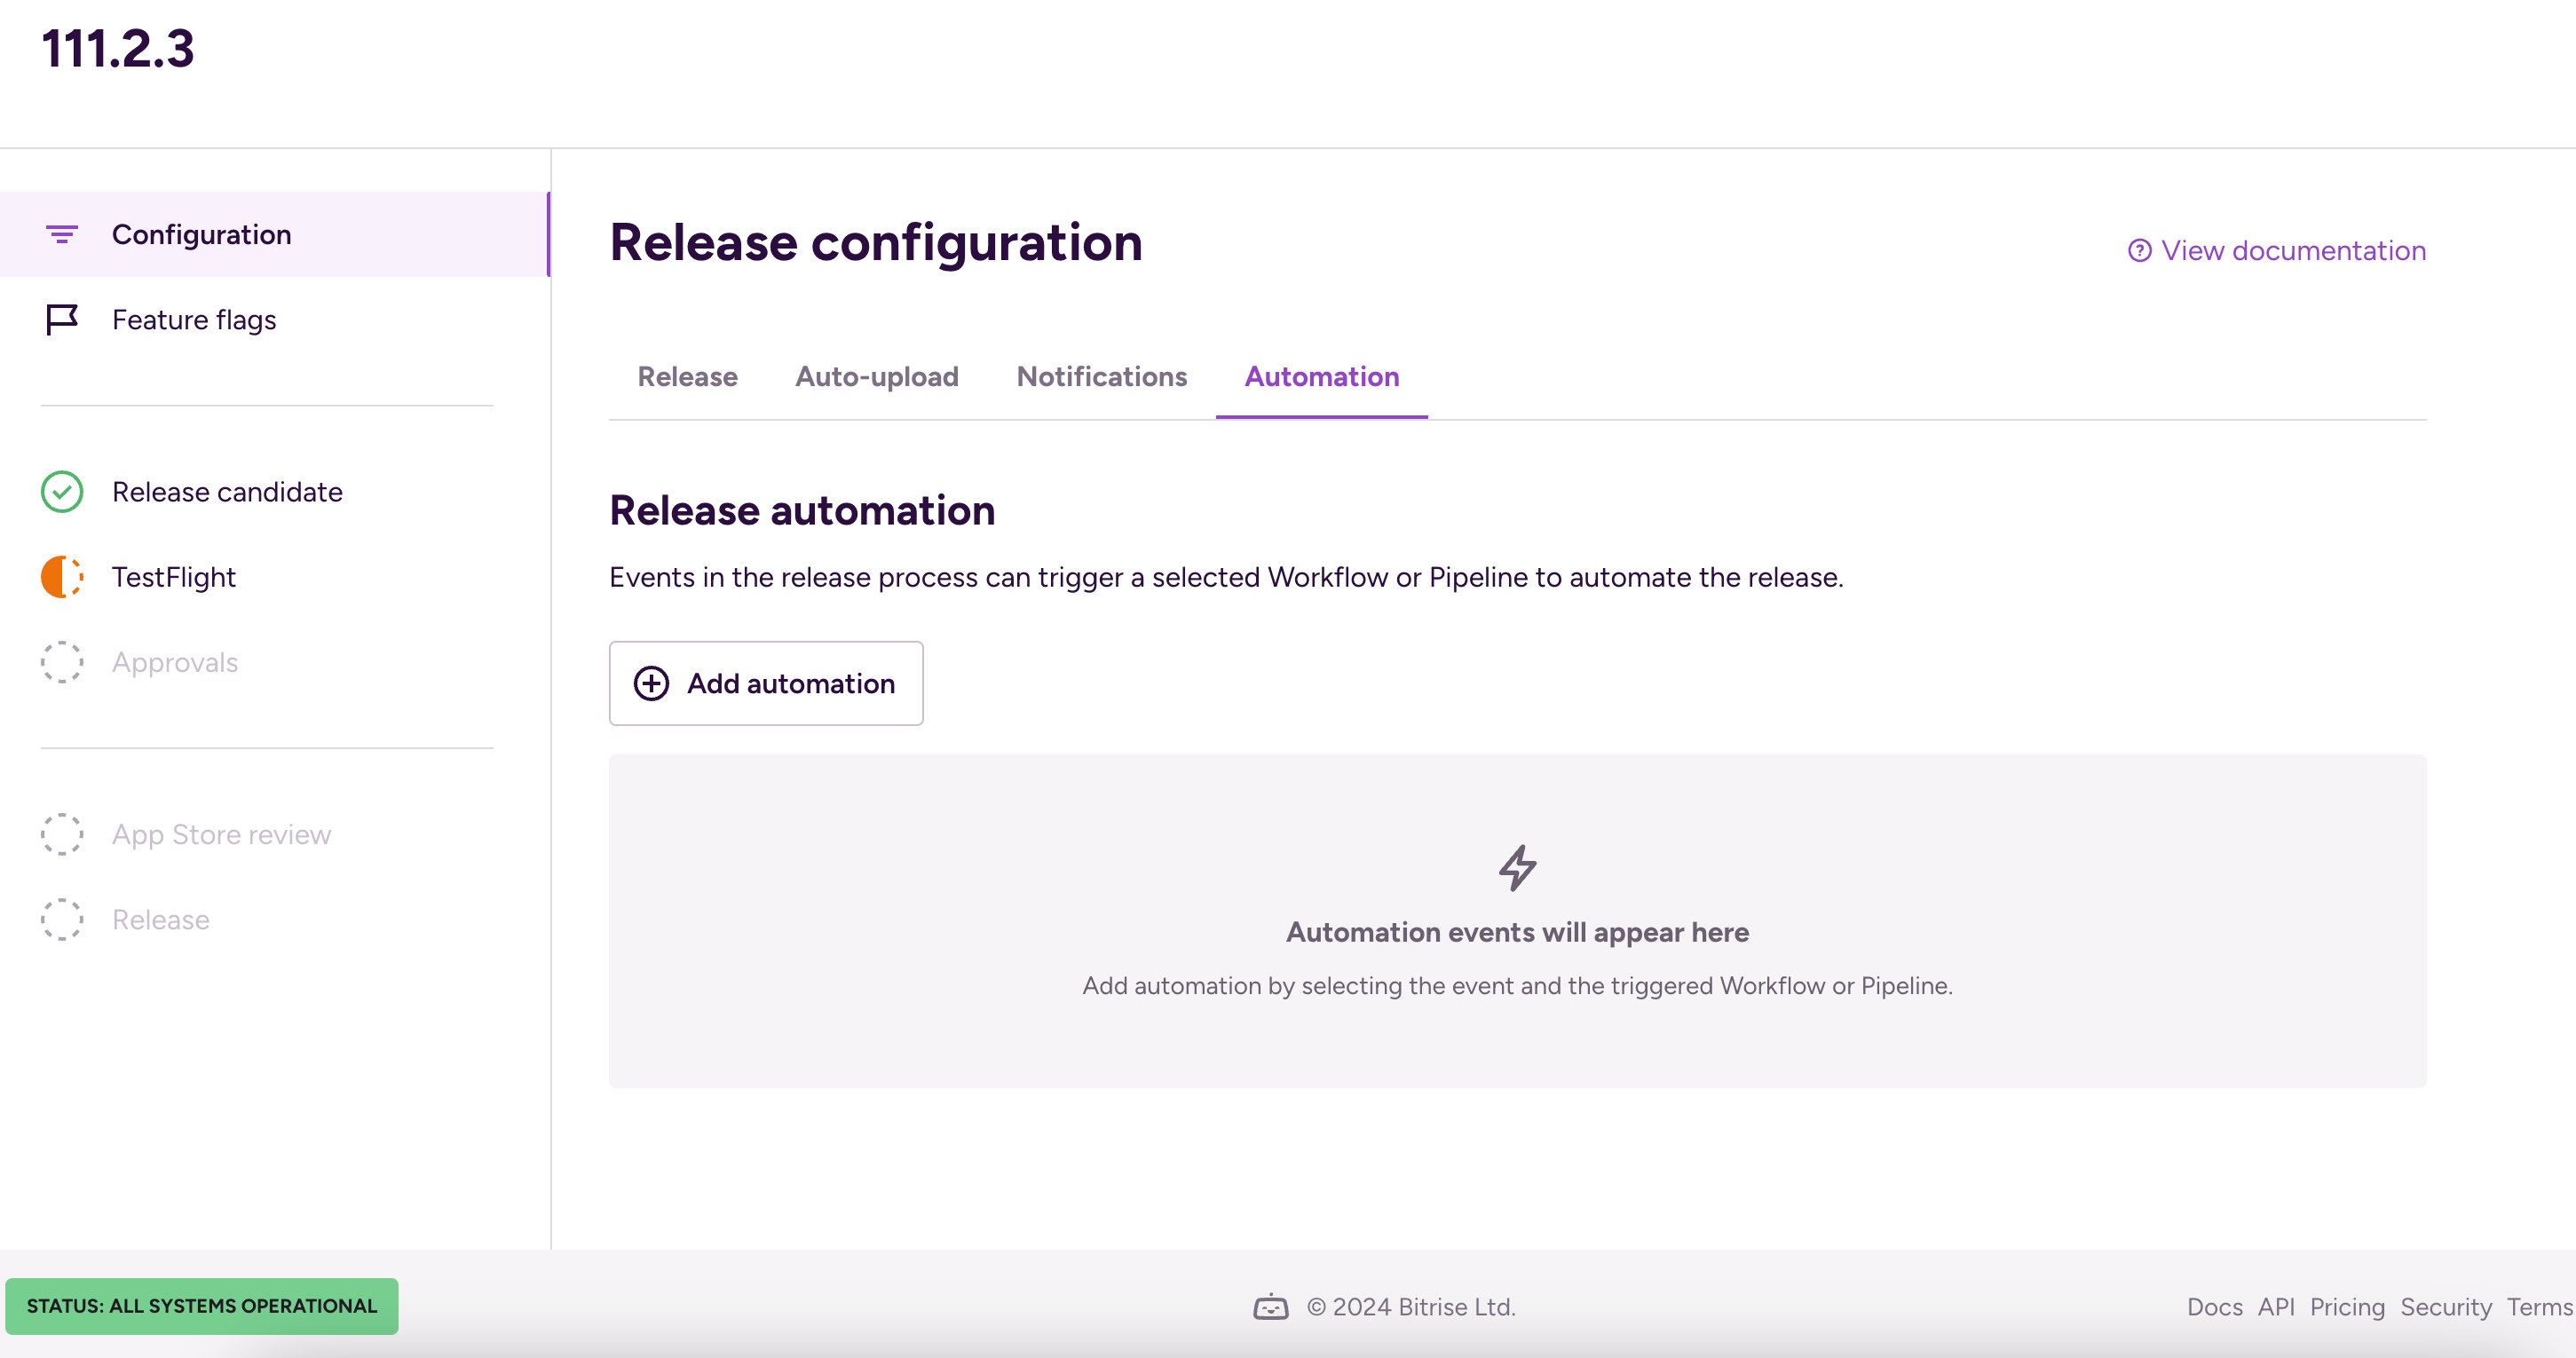 111.2.3
Configuration
Feature flags
Release candidate
TestFlight
Approvals
App Store review
Release
Release configuration
View documentation
Release
Auto-upload
Notifications
Automation
Release automation
Events in the release process can trigger a selected Workflow or Pipeline to automate the release.
Add automation
Automation events will appear here
Add automation by selecting the event and the triggered Workflow or Pipeline.
STATUS: ALL SYSTEMS OPERATIONAL
© 2024 Bitrise Ltd.
Docs API Pricing Security Terms